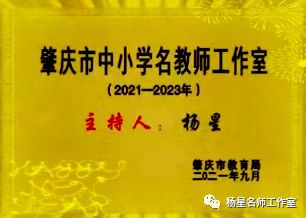 肇庆市中小学名教师工作室
（2021—2023年）
主持人：杨星
肇庆市教育局
二〇二一年九月
杨星名师工作室